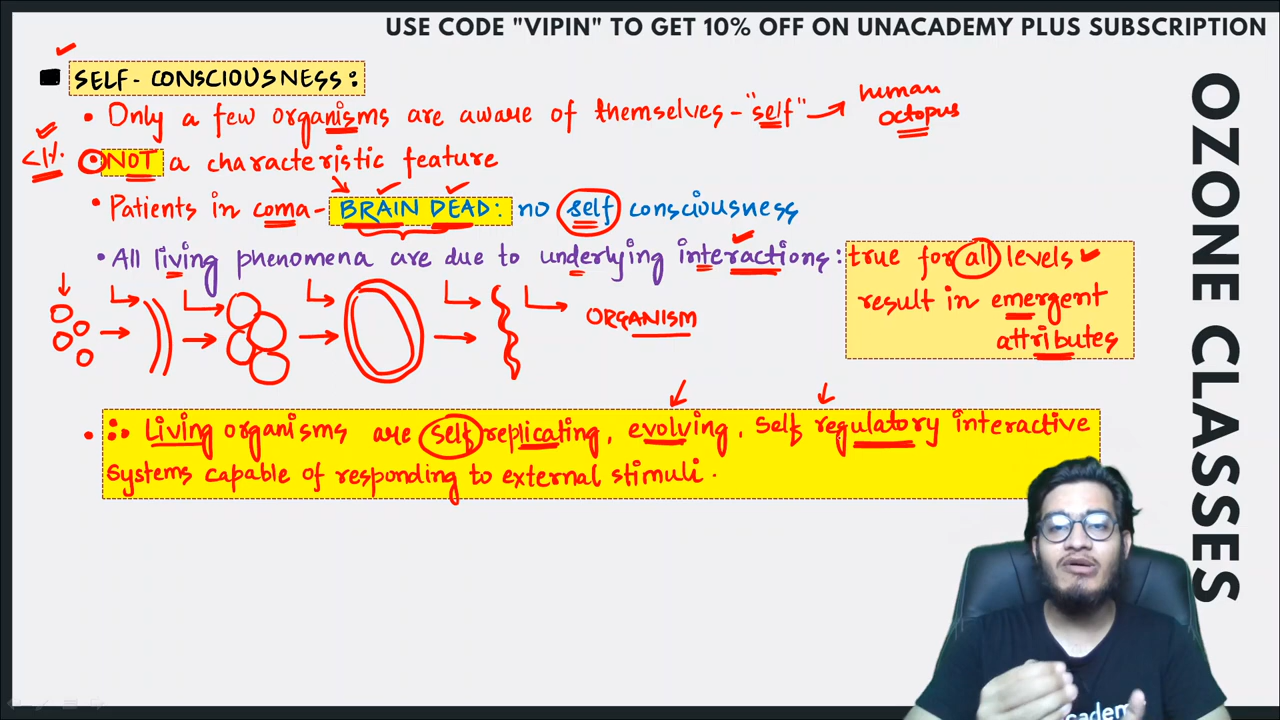 USE CODE "VIPIN" TO GET 10% OFF ON UNACADEMY PLUS SUBSCRIPTION
SELF-CONSCIOUSNESS:
• Only a few organisms are aware of themselves - "self" → human
Octopus
<1%. • NOT a characteristic feature
• Patients in coma - BRAIN DEAD: no self consciousness
• All living phenomena are due to underlying interactions: true for all levels
result in emergent
attributes
ORGANISM
• ∴ Living organisms are self replicating, evolving, self regulatory interactive
systems capable of responding to external stimuli.
OZONE CLASSES
academ